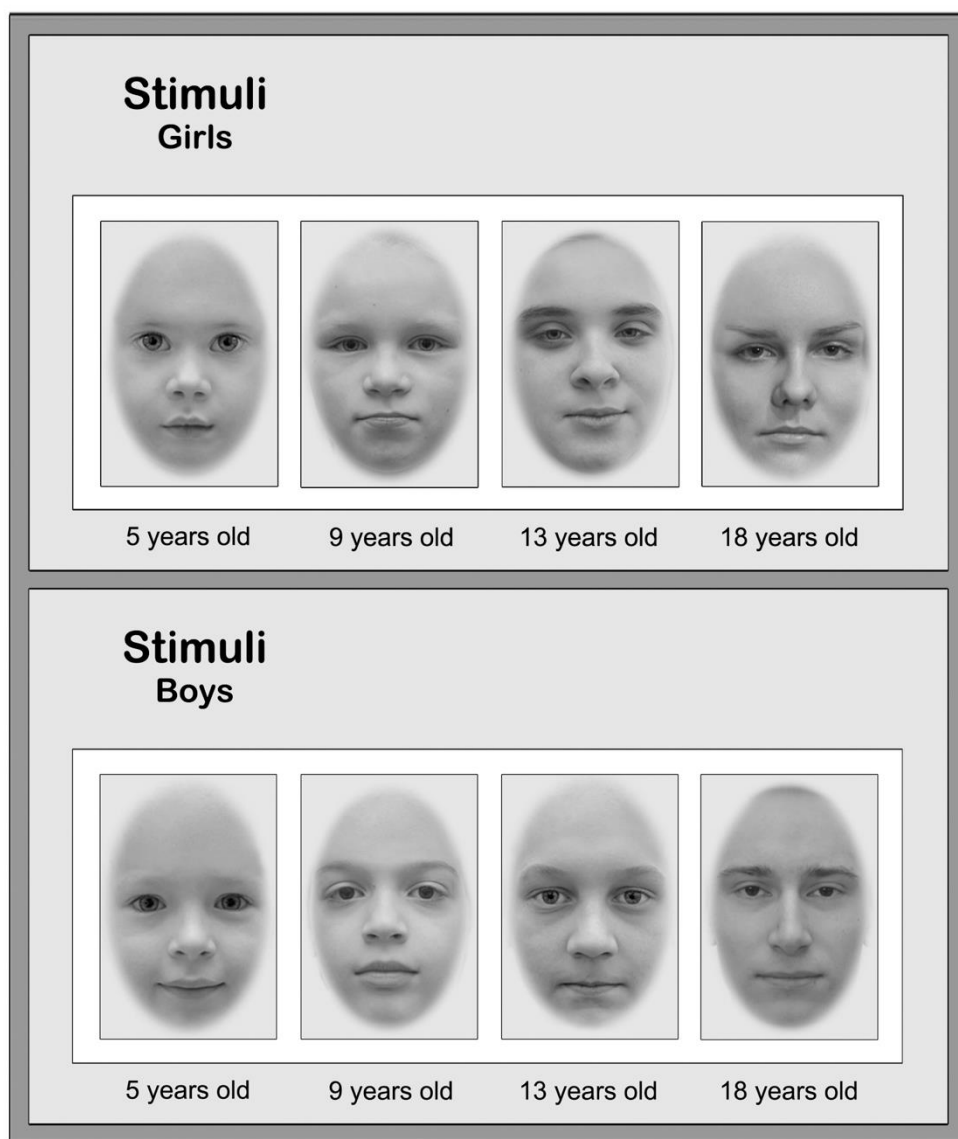 Stimuli
Girls
5 years old 9 years old 13 years old 18 years old
Stimuli
Boys
5 years old 9 years old 13 years old 18 years old